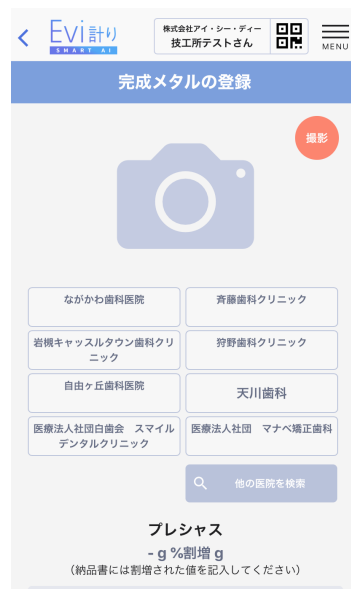 Evi計り
SMART AI
株式会社アイ・シー・ディー
技工所テストさん
MENU
完成メタルの登録
撮影
ながかわ歯科医院
斉藤歯科クリニック
岩槻キャッスルタウン歯科クリ
ニック
狩野歯科クリニック
自由ヶ丘歯科医院
天川歯科
医療法人社団白歯会　スマイル
デンタルクリニック
医療法人社団　マナベ矯正歯科
他の医院を検索
プレシャス
- g %割増 g
（納品書には割増された値を記入してください）